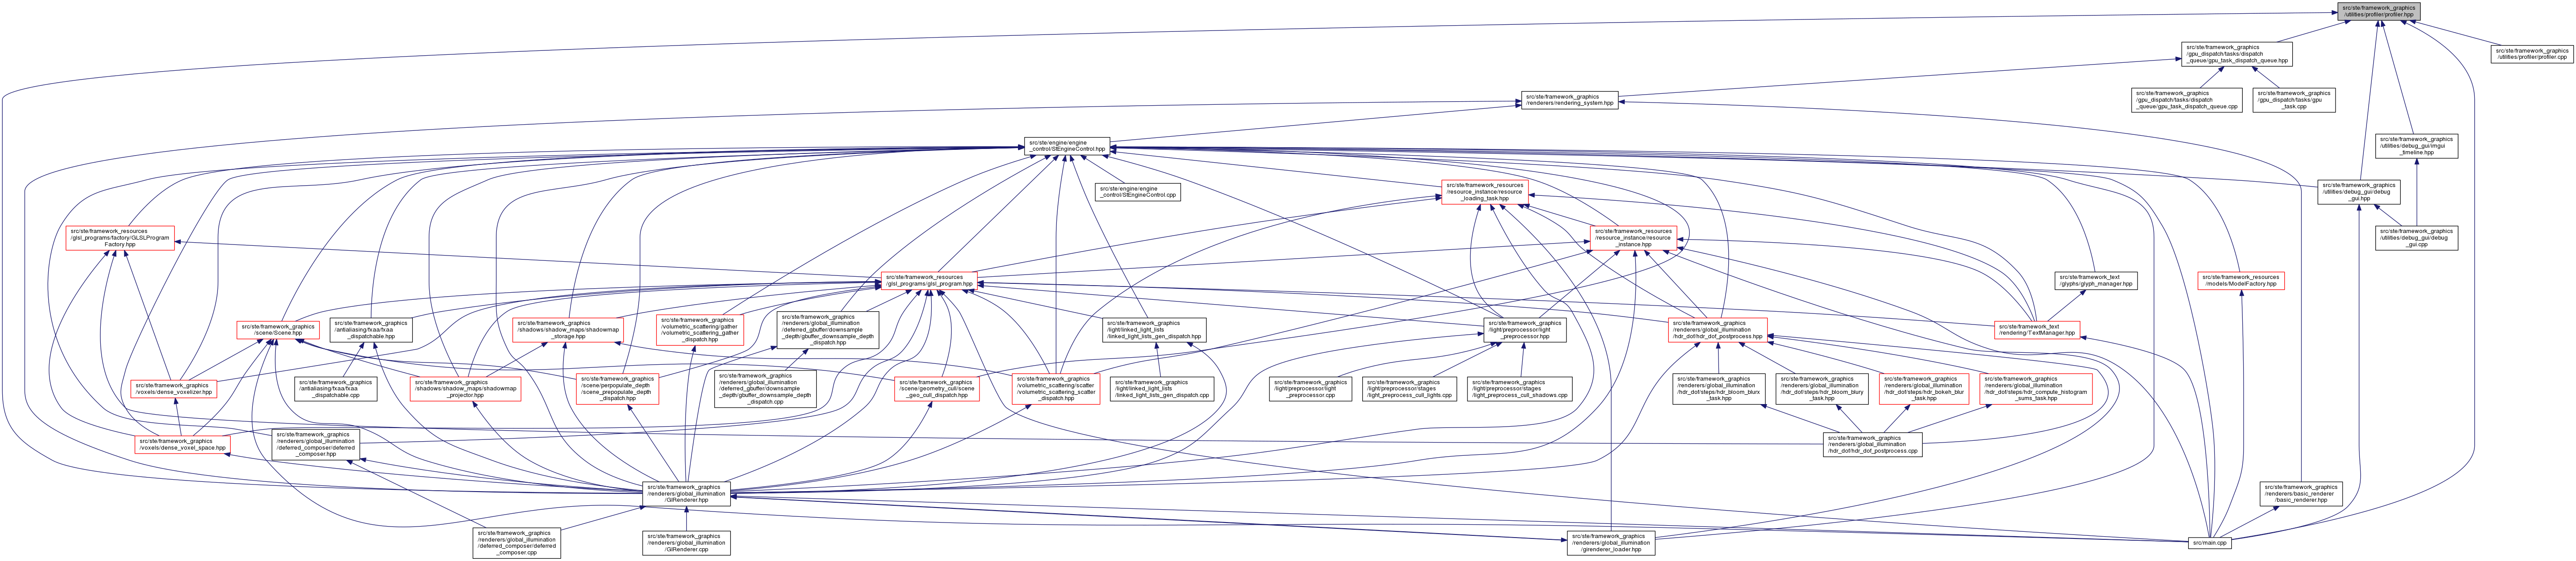 src/ste/framework_graphics
/utilities/profiler/profiler.hpp
src/ste/framework_graphics
/gpu_dispatch/tasks/dispatch
_queue/gpu_task_dispatch_queue.hpp
src/ste/framework_graphics
/utilities/profiler/profiler.cpp
src/ste/framework_graphics
/renderers/rendering_system.hpp
src/ste/framework_graphics
/gpu_dispatch/tasks/dispatch
_queue/gpu_task_dispatch_queue.cpp
src/ste/framework_graphics
/gpu_dispatch/tasks/gpu
_task.cpp
src/ste/engine/engine
_control/StEngineControl.hpp
src/ste/framework_graphics
/utilities/debug_gui/imgui
_timeline.hpp
src/ste/engine/engine
_control/StEngineControl.cpp
src/ste/framework_resources
/resource_instance/resource
_loading_task.hpp
src/ste/framework_graphics
/utilities/debug_gui/debug
_gui.hpp
src/ste/framework_resources
/glsl_programs/factory/GLSLProgram
Factory.hpp
src/ste/framework_resources
/resource_instance/resource
_instance.hpp
src/ste/framework_graphics
/utilities/debug_gui/debug
_gui.cpp
src/ste/framework_resources
/glsl_programs/glsl_program.hpp
src/ste/framework_text
/glyphs/glyph_manager.hpp
src/ste/framework_resources
/models/ModelFactory.hpp
src/ste/framework_graphics
/scene/Scene.hpp
src/ste/framework_graphics
/antialiasing/fxaa/fxaa
_dispatchable.hpp
src/ste/framework_graphics
/shadows/shadow_maps/shadowmap
_storage.hpp
src/ste/framework_graphics
/volumetric_scattering/gather
/volumetric_scattering_gather
_dispatch.hpp
src/ste/framework_graphics
/renderers/global_illumination
/deferred_gbuffer/downsample
_depth/gbuffer_downsample_depth
_dispatch.hpp
src/ste/framework_graphics
/light/linked_light_lists
/linked_light_lists_gen_dispatch.hpp
src/ste/framework_graphics
/light/preprocessor/light
_preprocessor.hpp
src/ste/framework_graphics
/renderers/global_illumination
/hdr_dof/hdr_dof_postprocess.hpp
src/ste/framework_text
/rendering/TextManager.hpp
src/ste/framework_graphics
/voxels/dense_voxelizer.hpp
src/ste/framework_graphics
/antialiasing/fxaa/fxaa
_dispatchable.cpp
src/ste/framework_graphics
/shadows/shadow_maps/shadowmap
_projector.hpp
src/ste/framework_graphics
/scene/perpopulate_depth
/scene_prepopulate_depth
_dispatch.hpp
src/ste/framework_graphics
/renderers/global_illumination
/deferred_gbuffer/downsample
_depth/gbuffer_downsample_depth
_dispatch.cpp
src/ste/framework_graphics
/scene/geometry_cull/scene
_geo_cull_dispatch.hpp
src/ste/framework_graphics
/volumetric_scattering/scatter
/volumetric_scattering_scatter
_dispatch.hpp
src/ste/framework_graphics
/light/linked_light_lists
/linked_light_lists_gen_dispatch.cpp
src/ste/framework_graphics
/light/preprocessor/light
_preprocessor.cpp
src/ste/framework_graphics
/light/preprocessor/stages
/light_preprocess_cull_lights.cpp
src/ste/framework_graphics
/light/preprocessor/stages
/light_preprocess_cull_shadows.cpp
src/ste/framework_graphics
/renderers/global_illumination
/hdr_dof/steps/hdr_bloom_blurx
_task.hpp
src/ste/framework_graphics
/renderers/global_illumination
/hdr_dof/steps/hdr_bloom_blury
_task.hpp
src/ste/framework_graphics
/renderers/global_illumination
/hdr_dof/steps/hdr_bokeh_blur
_task.hpp
src/ste/framework_graphics
/renderers/global_illumination
/hdr_dof/steps/hdr_compute_histogram
_sums_task.hpp
src/ste/framework_graphics
/voxels/dense_voxel_space.hpp
src/ste/framework_graphics
/renderers/global_illumination
/deferred_composer/deferred
_composer.hpp
src/ste/framework_graphics
/renderers/global_illumination
/hdr_dof/hdr_dof_postprocess.cpp
src/ste/framework_graphics
/renderers/global_illumination
/GIRenderer.hpp
src/ste/framework_graphics
/renderers/basic_renderer
/basic_renderer.hpp
src/ste/framework_graphics
/renderers/global_illumination
/deferred_composer/deferred
_composer.cpp
src/ste/framework_graphics
/renderers/global_illumination
/GIRenderer.cpp
src/ste/framework_graphics
/renderers/global_illumination
/girenderer_loader.hpp
src/main.cpp